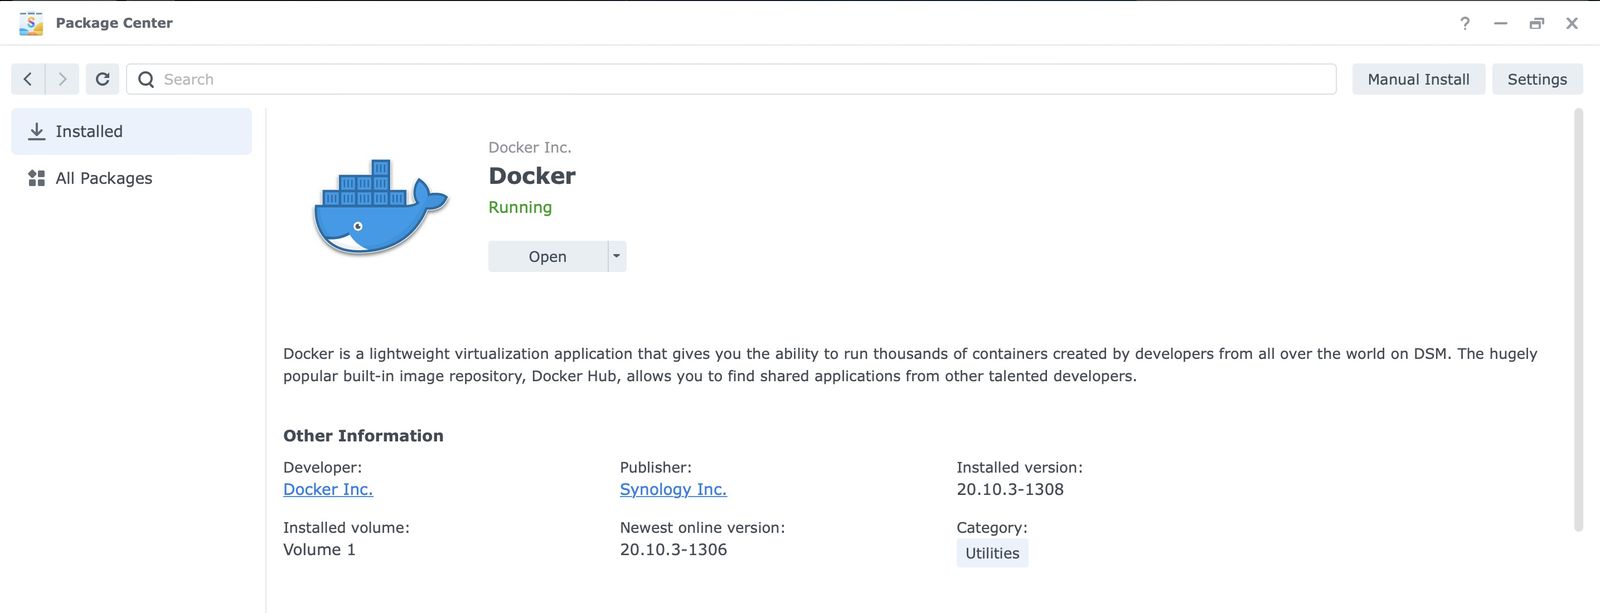 Package Center
?
Search
Manual Install
Settings
Installed
All Packages
Docker Inc.
Docker
Running
Open
Docker is a lightweight virtualization application that gives you the ability to run thousands of containers created by developers from all over the world on DSM. The hugely
popular built-in image repository, Docker Hub, allows you to find shared applications from other talented developers.
Other Information
Developer:
Docker Inc.
Publisher:
Synology Inc.
Installed version:
20.10.3-1308
Installed volume:
Volume 1
Newest online version:
20.10.3-1306
Category:
Utilities